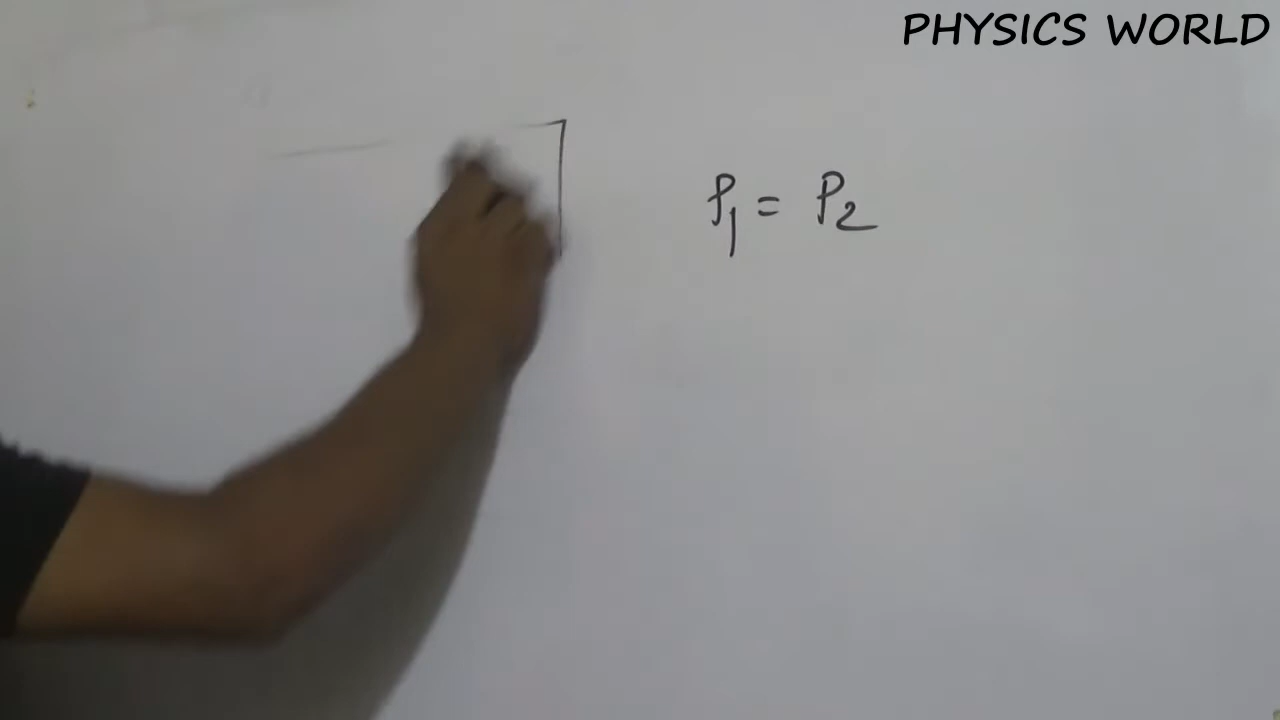 PHYSICS WORLD
P₁ = P₂